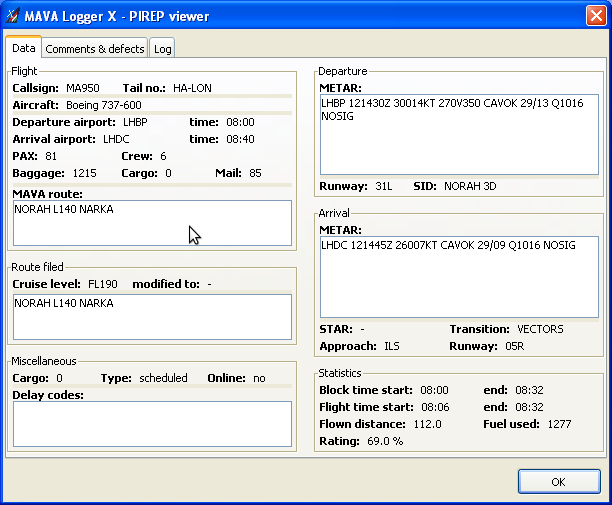 MAVA Logger X - PIREP viewer
Data
Comments & defects
Log
Flight
Callsign: MA950 Tail no.: HA-LON
Aircraft: Boeing 737-600
Departure airport: LHBP time: 08:00
Arrival airport: LHDC time: 08:40
PAX: 81 Crew: 6
Baggage: 1215 Cargo: 0 Mail: 85
MAVA route:
NORAH L140 NARKA
Route filed
Cruise level: FL190 modified to: -
NORAH L140 NARKA
Miscellaneous
Cargo: 0 Type: scheduled Online: no
Delay codes:
Departure
METAR:
LHBP 121430Z 30014KT 270V350 CAVOK 29/13 Q1016
NOSIG
Runway: 31L SID: NORAH 3D
Arrival
METAR:
LHDC 121445Z 26007KT CAVOK 29/09 Q1016 NOSIG
STAR: - Transition: VECTORS
Approach: ILS Runway: 05R
Statistics
Block time start: 08:00 end: 08:32
Flight time start: 08:06 end: 08:32
Flown distance: 112.0 Fuel used: 1277
Rating: 69.0 %
OK